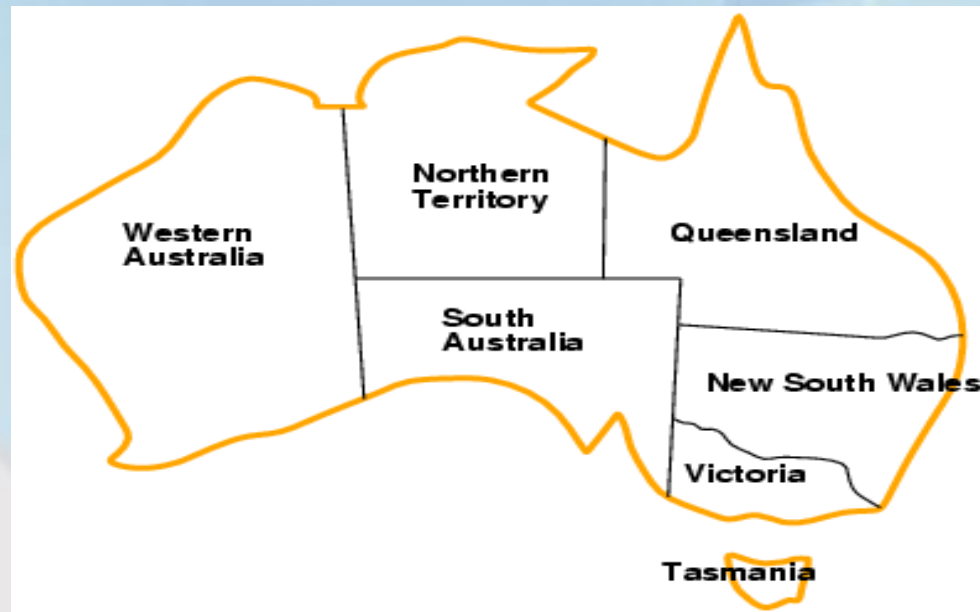 Northern
Territory
Western
Australia
Queensland
South
Australia
New South Wales
Victoria
Tasmania